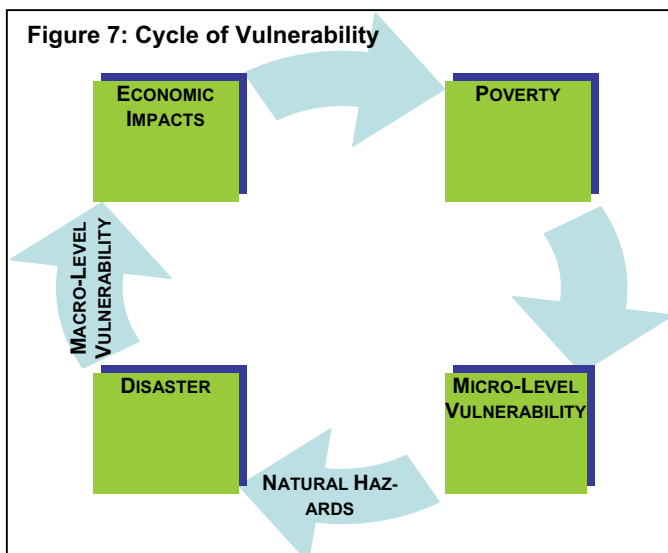 Figure 7: Cycle of Vulnerability
ECONOMIC
IMPACTS
POVERTY
MACRO-LEVEL
VULNERABILITY
DISASTER
MICRO-LEVEL
VULNERABILITY
NATURAL HAZ-
ARDS